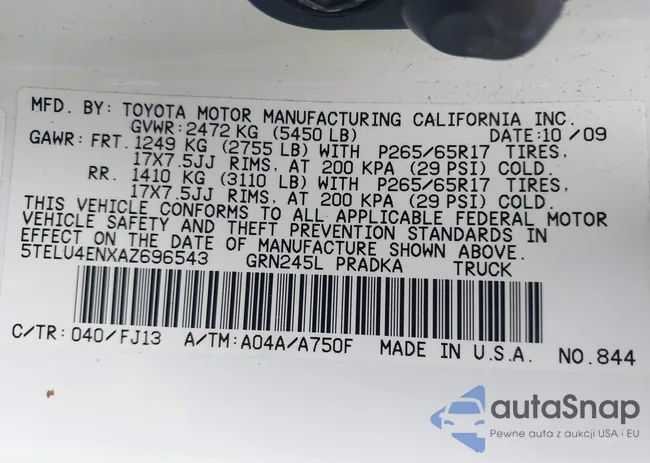 MFD. BY: TOYOTA MOTOR MANUFACTURING CALIFORNIA INC.
GVWR: 2472 KG (5450 LB) DATE: 10 /09
GAWR: FRT. 1249 KG (2755 LB) WITH P265/65R17 TIRES,
17X7.5JJ RIMS, AT 200 KPA (29 PSI) COLD.
RR. 1410 KG (3110 LB) WITH P265/65R17 TIRES,
17X7.5JJ RIMS, AT 200 KPA (29 PSI) COLD.
THIS VEHICLE CONFORMS TO ALL APPLICABLE FEDERAL MOTOR
VEHICLE SAFETY AND THEFT PREVENTION STANDARDS IN
EFFECT ON THE DATE OF MANUFACTURE SHOWN ABOVE.
5TELU4ENXAZ696543 GRN245L PRADKA TRUCK
C/TR: 040/FJ13 A/TM: A04A/A750F MADE IN U.S.A. NO. 844
autoSnap
Pewne auta z aukcji USA i EU